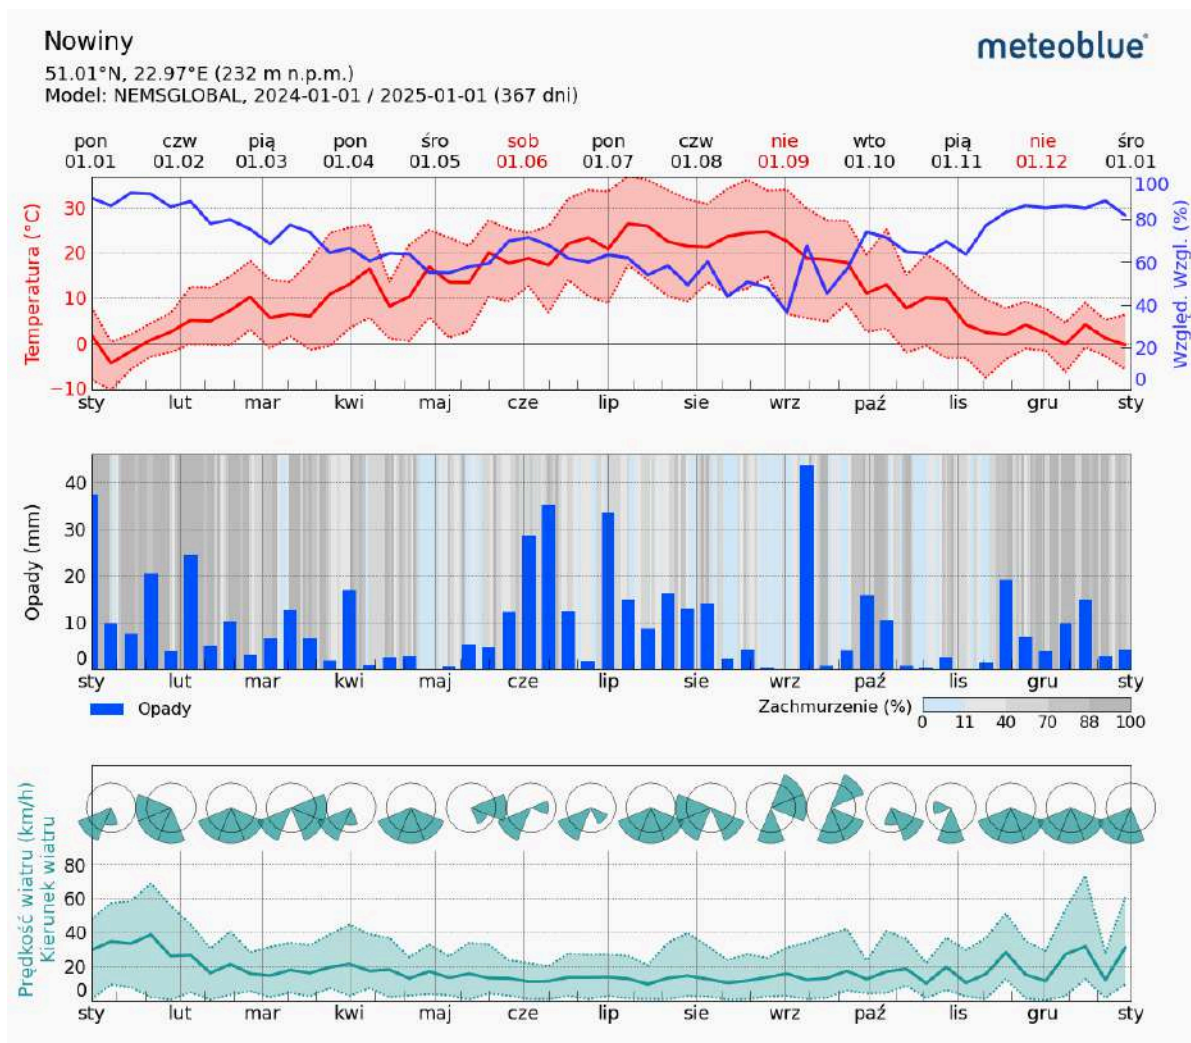 Nowiny
meteoblue®
51.01°N, 22.97°E (232 m n.p.m.)
Model: NEMSGLOBAL, 2024-01-01 / 2025-01-01 (367 dni)
pon czw pią pon śro sob pon czw nie wto pią nie śro
01.01 01.02 01.03 01.04 01.05 01.06 01.07 01.08 01.09 01.10 01.11 01.12 01.01
Temperatura (°C)
30
20
10
0
−10
100
80
60
40
20
0
Względ. Wzgl. (%)
sty lut mar kwi maj cze lip sie wrz paź lis gru sty
Opady (mm)
40
30
20
10
0
sty lut mar kwi maj cze lip sie wrz paź lis gru sty
Opady
Zachmurzenie (%)
0 11 40 70 88 100
Prędkość wiatru (km/h)
Kierunek wiatru
80
60
40
20
0
sty lut mar kwi maj cze lip sie wrz paź lis gru sty